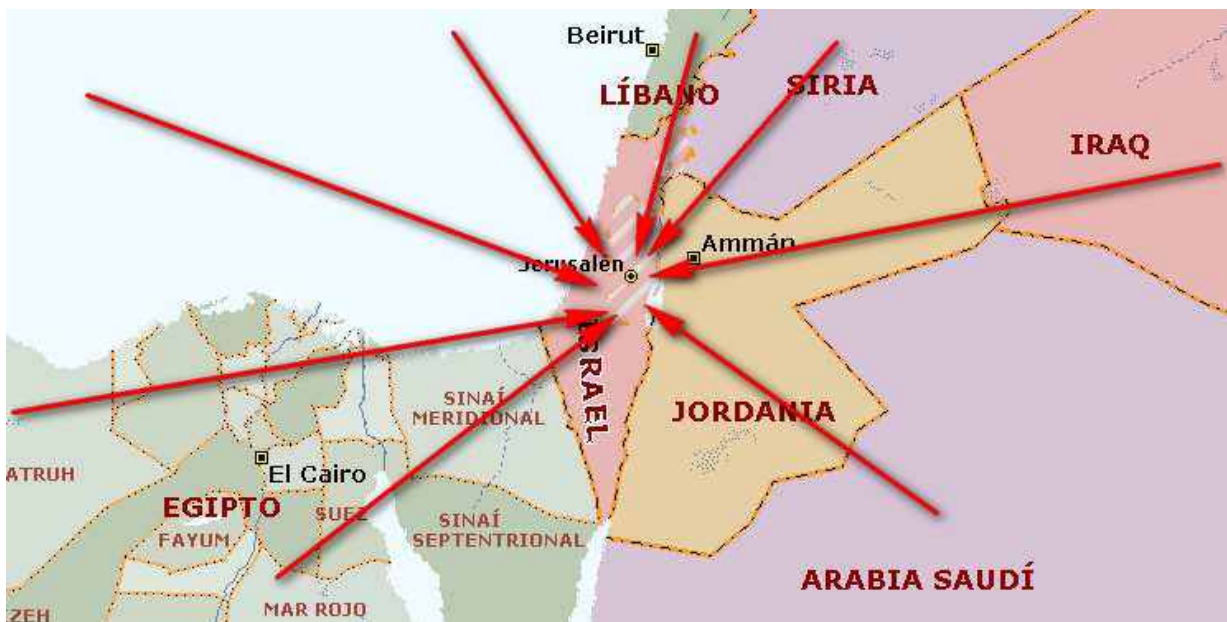 Beirut
LÍBANO
SIRIA
IRAQ
Ammán
Jerusalén
ISRAEL
SINAÍ
MERIDIONAL
JORDANIA
ATRUH
El Cairo
EGIPTO
SUEZ
FAYUM
SINAÍ
SEPTENTRIONAL
ARABIA SAUDÍ
MAR ROJO
ZEH